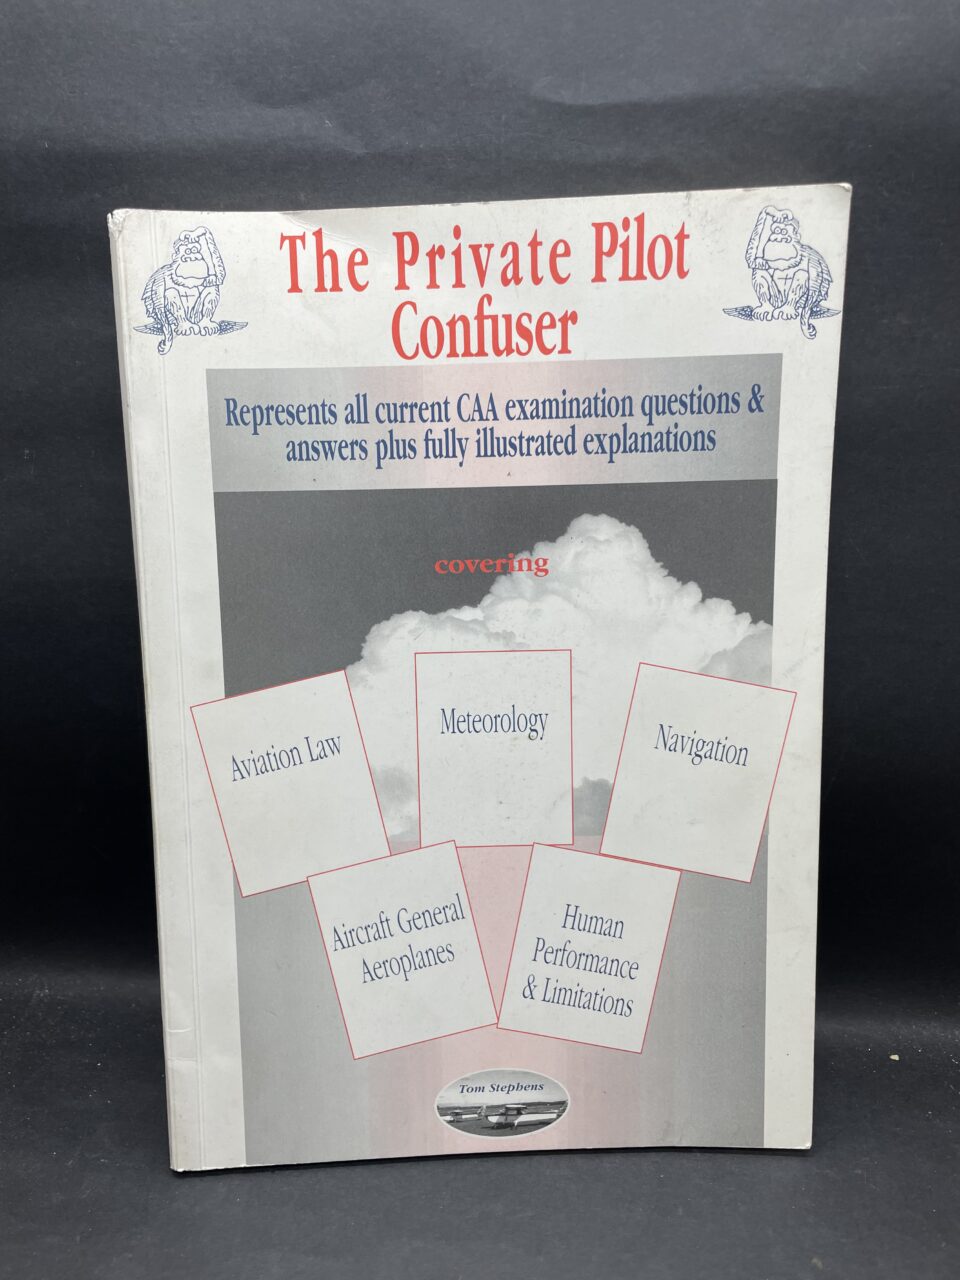 The Private Pilot
Confuser
Represents all current CAA examination questions &
answers plus fully illustrated explanations
covering
Aviation Law
Meteorology
Navigation
Aircraft General
Aeroplanes
Human
Performance
& Limitations
Tom Stephens